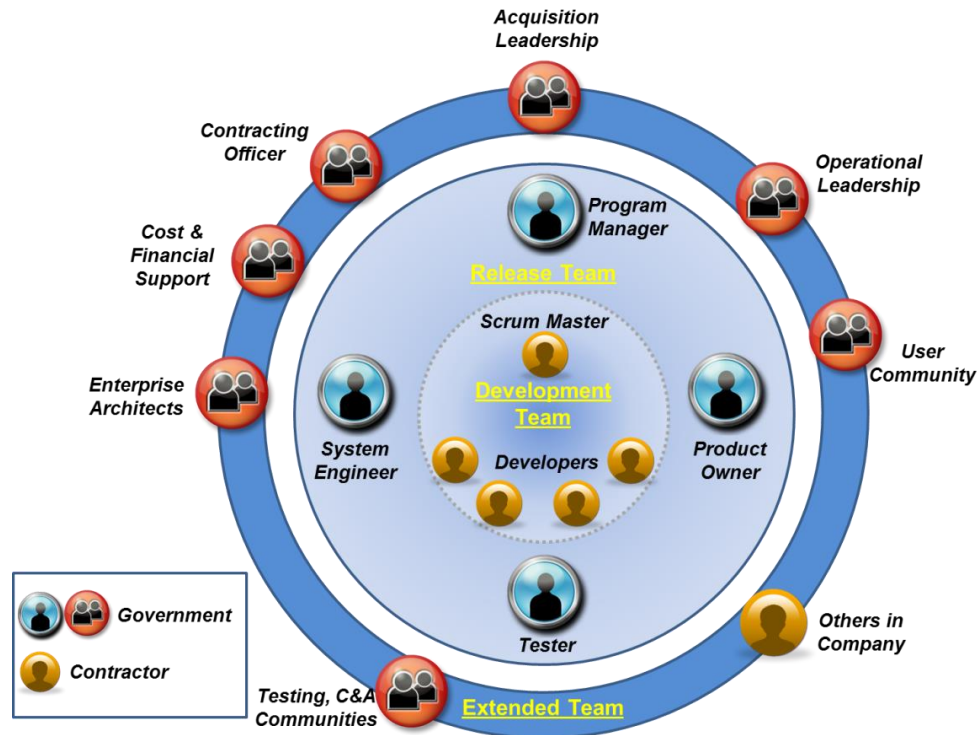 Acquisition
Leadership
Contracting
Officer
Operational
Leadership
Program
Manager
Cost &
Financial
Support
Release Team
Scrum Master
User
Community
Enterprise
Architects
Development
Team
System
Engineer
Developers
Product
Owner
Government
Contractor
Tester
Others in
Company
Testing, C&A
Communities
Extended Team